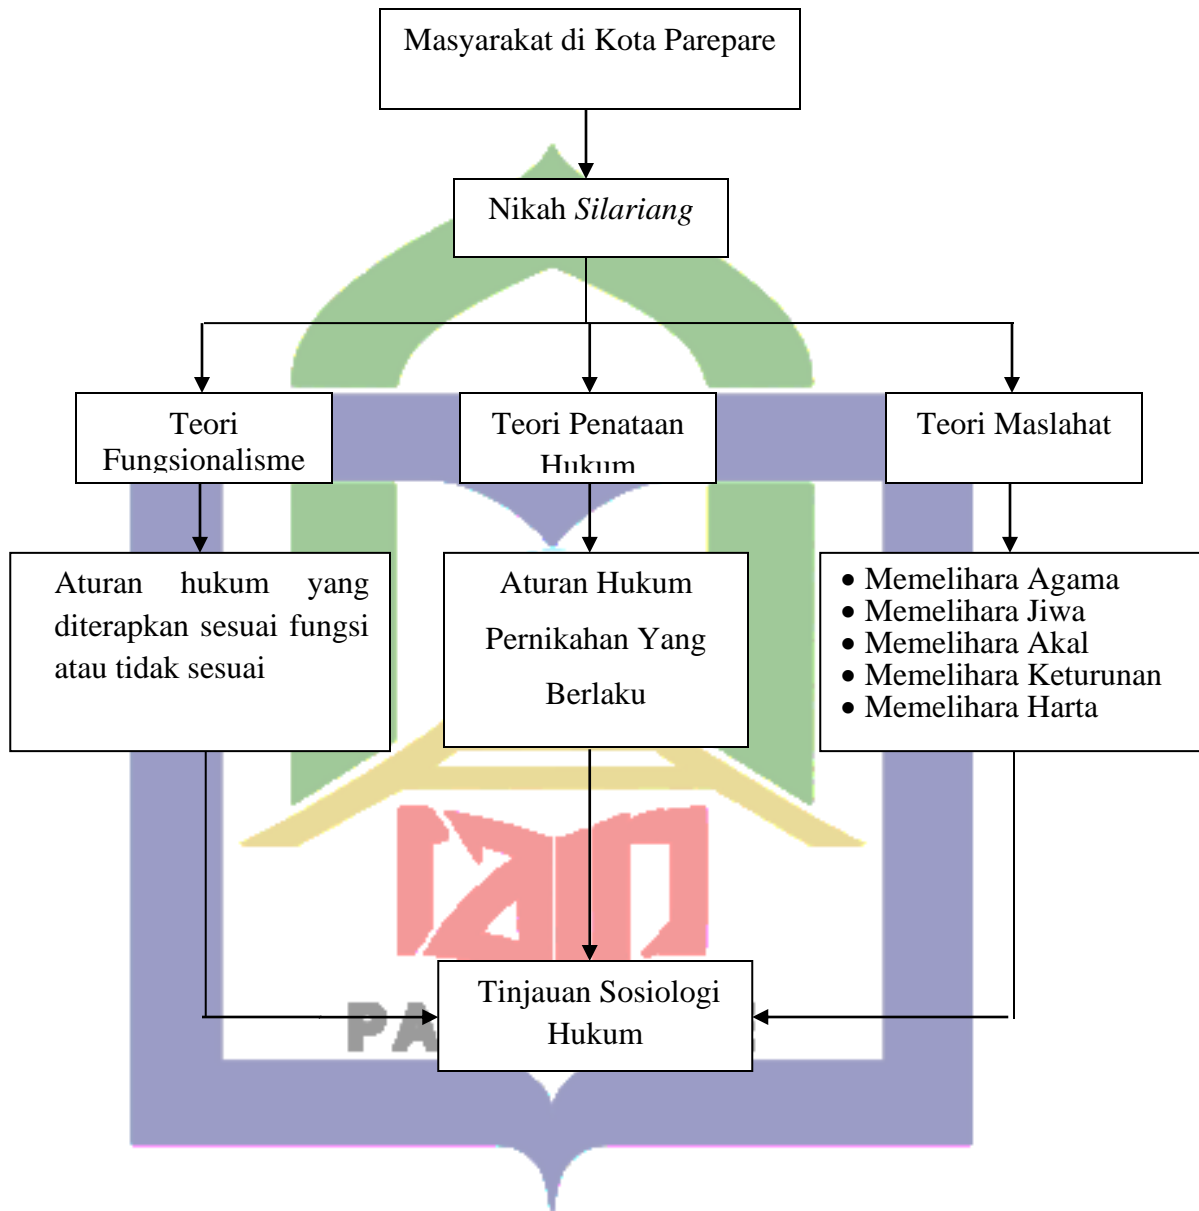 Masyarakat di Kota Parepare
Nikah Silariang
Teori
Fungsionalisme
Teori Penataan
Hukum
Teori Maslahat
Aturan hukum yang
diterapkan sesuai fungsi
atau tidak sesuai
Aturan Hukum
Pernikahan Yang
Berlaku
• Memelihara Agama
• Memelihara Jiwa
• Memelihara Akal
• Memelihara Keturunan
• Memelihara Harta
Tinjauan Sosiologi
Hukum